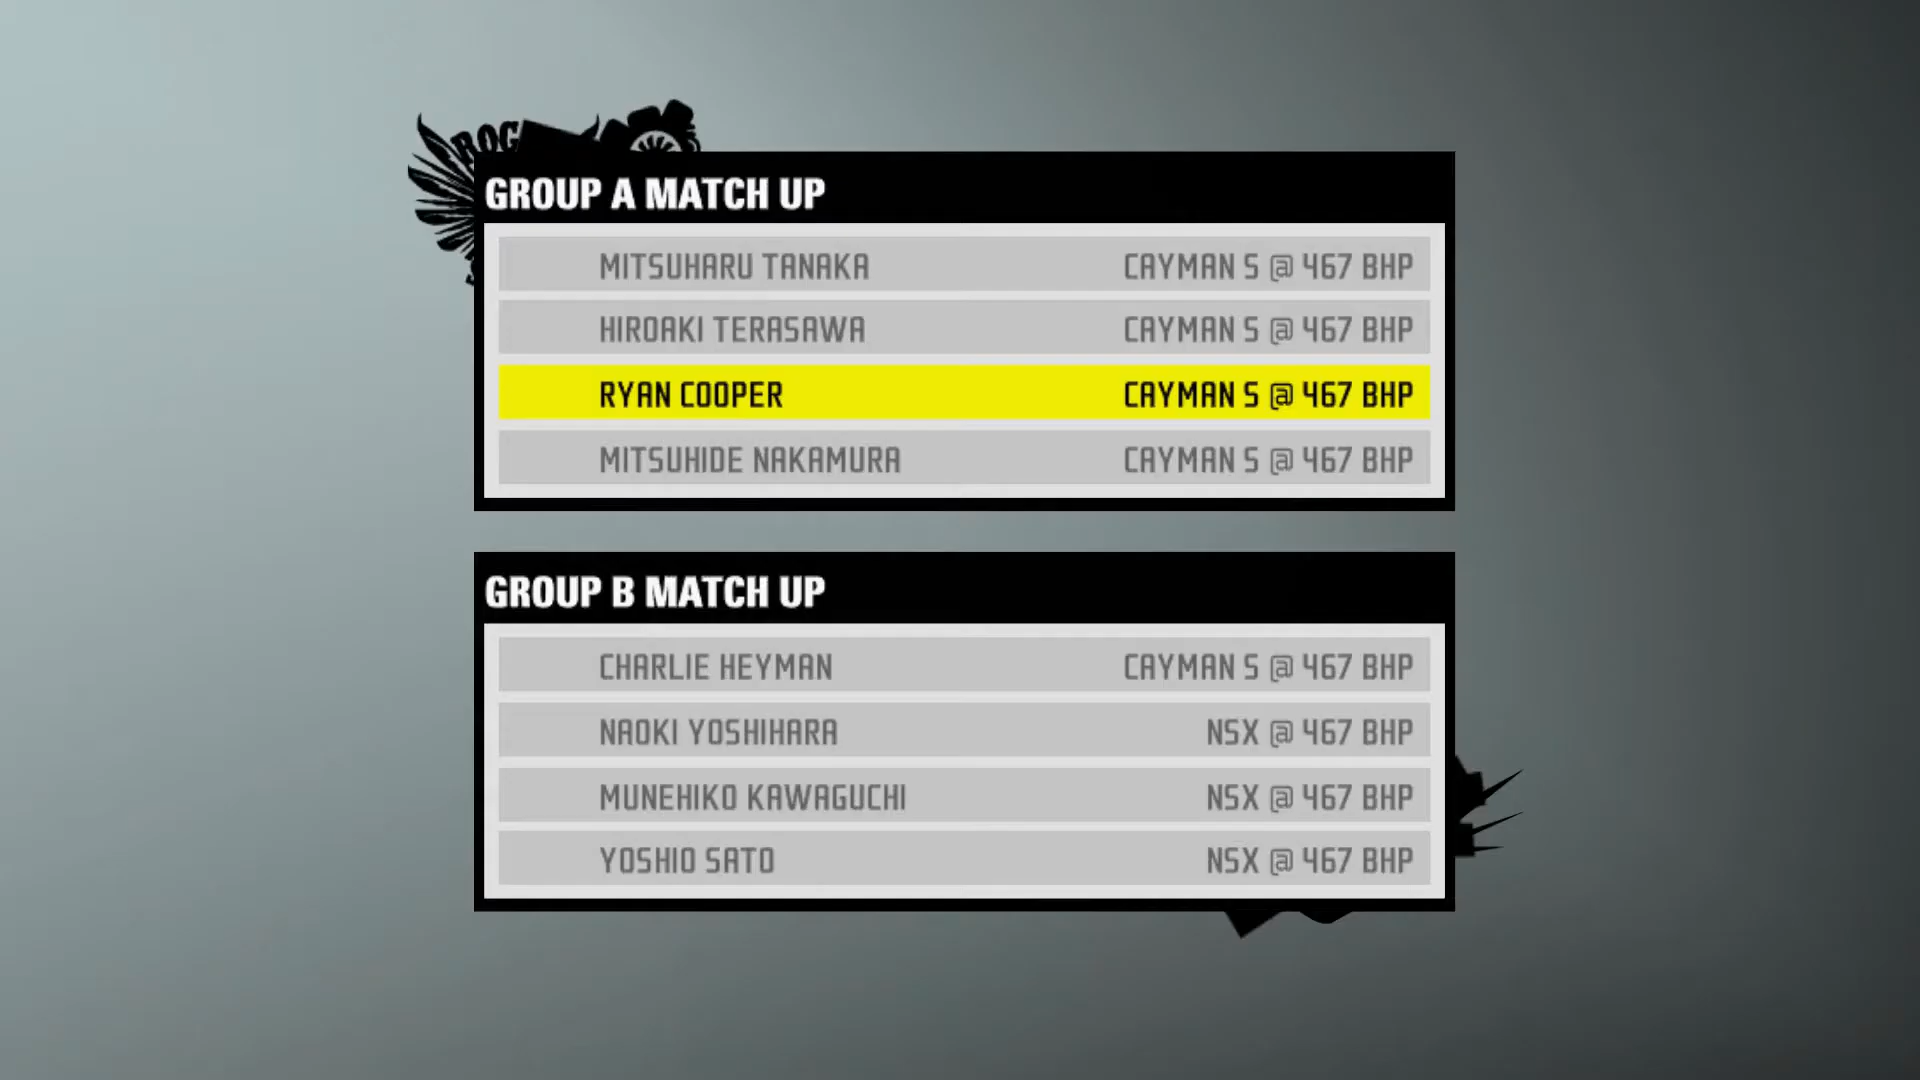 ROG
GROUP A MATCH UP
MITSUHARU TANAKA CAYMAN S @ 467 BHP
HIROAKI TERASAWA CAYMAN S @ 467 BHP
RYAN COOPER CAYMAN S @ 467 BHP
MITSUHIDE NAKAMURA CAYMAN S @ 467 BHP
GROUP B MATCH UP
CHARLIE HEYMAN CAYMAN S @ 467 BHP
NAOKI YOSHIHARA NSX @ 467 BHP
MUNEHIKO KAWAGUCHI NSX @ 467 BHP
YOSHIO SATO NSX @ 467 BHP